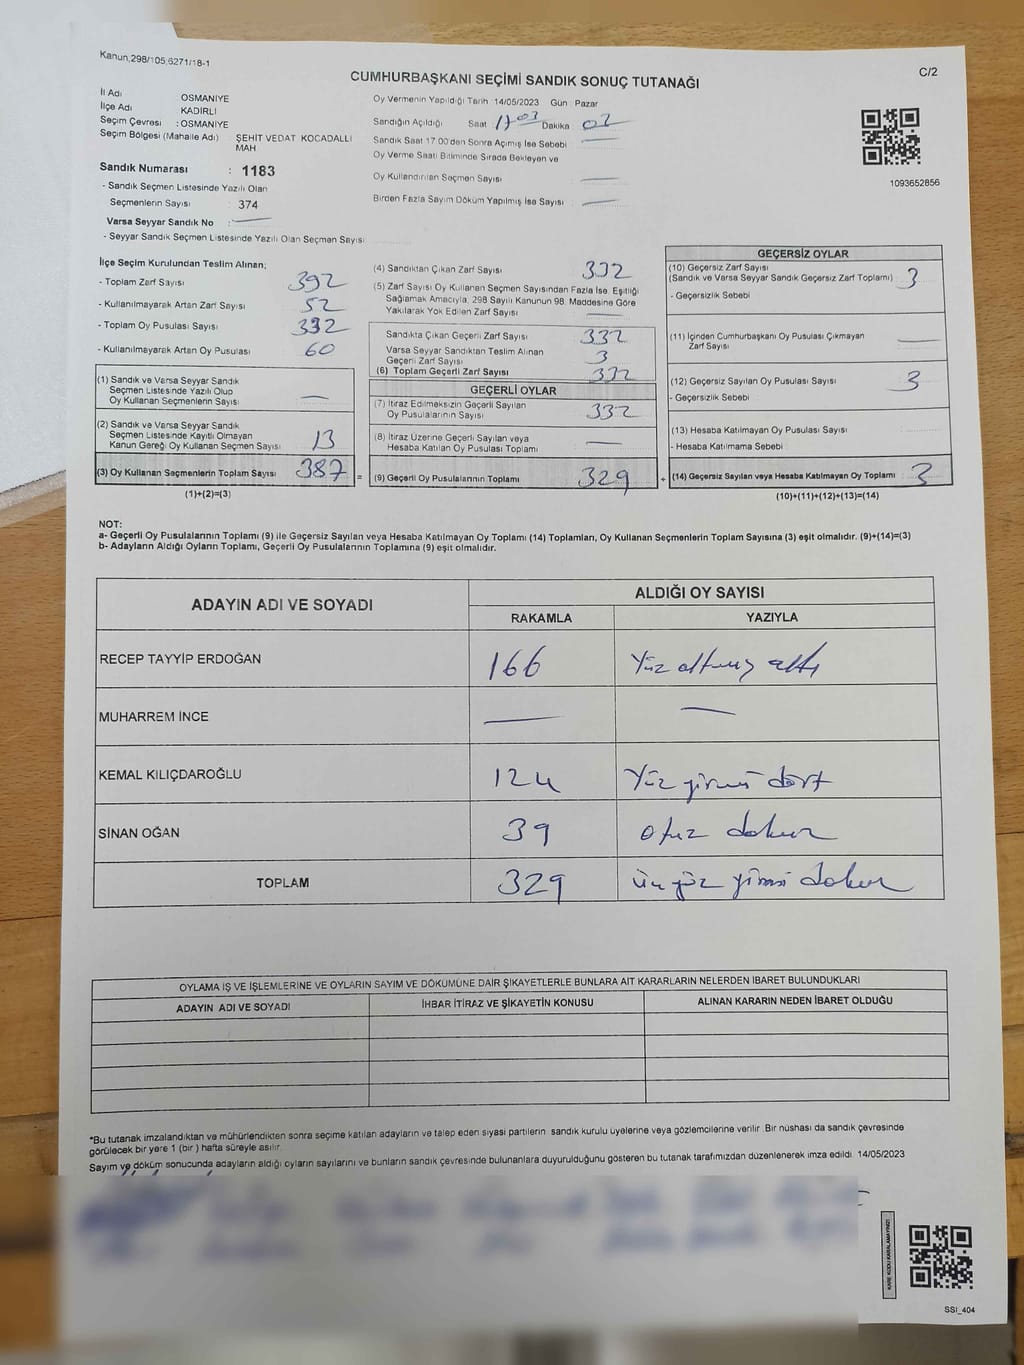 Kanun,298/105,6271/18-1
C/2
CUMHURBAŞKANI SEÇİMİ SANDIK SONUÇ TUTANAĞI
İl Adı OSMANIYE
İlçe Adı KADİRLİ
Seçim Çevresi : OSMANIYE
Seçim Bölgesi (Mahalle Adı) ŞEHİT VEDAT KOCADALLI
MAH
Sandık Numarası : 1183
- Sandık Seçmen Listesinde Yazılı Olan
Seçmenlerin Sayısı : 374
Varsa Seyyar Sandık No :
- Seyyar Sandık Seçmen Listesinde Yazılı Olan Seçmen Sayısı
Oy Vermenin Yapıldığı Tarih 14/05/2023 Gün Pazar
Sandığın Açıldığı Saat Dakika 02
Sandık Saat 17:00'den Sonra Açımış İse Sebebi
Oy Verme Saati Bitiminde Sırada Bekleyen ve
Oy Kullandırılan Seçmen Sayısı
Birden Fazla Sayım Döküm Yapılmış İse Sayısı
1093652856
İlçe Seçim Kurulundan Teslim Alınan;
- Toplam Zarf Sayısı 392
- Kullanılmayarak Artan Zarf Sayısı 52
- Toplam Oy Pusulası Sayısı 392
- Kullanılmayarak Artan Oy Pusulası 60
(1) Sandık ve Varsa Seyyar Sandık
Seçmen Listesinde Yazılı Olup
Oy Kullanan Seçmenlerin Sayısı —
(2) Sandık ve Varsa Seyyar Sandık
Seçmen Listesinde Kayıtlı Olmayan
Kanun Gereği Oy Kullanan Seçmen Sayısı 13
(3) Oy Kullanan Seçmenlerin Toplam Sayısı 387 =
(1)+(2)=(3)
(4) Sandıktan Çıkan Zarf Sayısı 332
(5) Zarf Sayısı Oy Kullanan Seçmen Sayısından Fazla İse, Eşitliği
Sağlamak Amacıyla, 298 Sayılı Kanunun 98. Maddesine Göre
Yakılarak Yok Edilen Zarf Sayısı
Sandıkta Çıkan Geçerli Zarf Sayısı 332
Varsa Seyyar Sandıktan Teslim Alınan
Geçerli Zarf Sayısı 3
(6) Toplam Geçerli Zarf Sayısı 332
GEÇERLİ OYLAR
(7) İtiraz Edilmeksizin Geçerli Sayılan
Oy Pusulalarının Sayısı 332
(8) İtiraz Üzerine Geçerli Sayılan veya
Hesaba Katılan Oy Pusulası Toplamı —
(9) Geçerli Oy Pusulalarının Toplamı 329 +
GEÇERSİZ OYLAR
(10) Geçersiz Zarf Sayısı
(Sandık ve Varsa Seyyar Sandık Geçersiz Zarf Toplamı) 3
- Geçersizlik Sebebi
(11) İçinden Cumhurbaşkanı Oy Pusulası Çıkmayan
Zarf Sayısı
(12) Geçersiz Sayılan Oy Pusulası Sayısı 3
- Geçersizlik Sebebi
(13) Hesaba Katılmayan Oy Pusulası Sayısı
- Hesaba Katılmama Sebebi
(14) Geçersiz Sayılan veya Hesaba Katılmayan Oy Toplamı 3
(10)+(11)+(12)+(13)=(14)
NOT:
a- Geçerli Oy Pusulalarının Toplamı (9) ile Geçersiz Sayılan veya Hesaba Katılmayan Oy Toplamı (14) Toplamları, Oy Kullanan Seçmenlerin Toplam Sayısına (3) eşit olmalıdır. (9)+(14)=(3)
b- Adayların Aldığı Oyların Toplamı, Geçerli Oy Pusulalarının Toplamına (9) eşit olmalıdır.
ADAYIN ADI VE SOYADI ALDIĞI OY SAYISI
RAKAMLA YAZIYLA
RECEP TAYYİP ERDOĞAN 166 Yüz altmış altı
MUHARREM İNCE — —
KEMAL KILIÇDAROĞLU 124 Yüz yirmi dört
SİNAN OĞAN 39 otuz dokuz
TOPLAM 329 üç yüz yirmi dokuz
OYLAMA İŞ VE İŞLEMLERİNE VE OYLARIN SAYIM VE DÖKÜMÜNE DAİR ŞİKAYETLERLE BUNLARA AİT KARARLARIN NELERDEN İBARET BULUNDUKLARI
ADAYIN ADI VE SOYADI İHBAR İTİRAZ VE ŞİKAYETİN KONUSU ALINAN KARARIN NEDEN İBARET OLDUĞU
*Bu tutanak imzalandıktan ve mühürlendikten sonra seçime katılan adayların ve talep eden siyasi partilerin sandık kurulu üyelerine veya gözlemcilerine verilir. Bir nüshası da sandık çevresinde
görülecek bir yere 1 (bir) hafta süreyle asılır.
Sayım ve döküm sonucunda adayların aldığı oyların sayılarını ve bunların sandık çevresinde bulunanlara duyurulduğunu gösteren bu tutanak tarafımızdan düzenlenerek imza edildi. 14/05/2023
KARE KODU KARALAMAYINIZ!
SSI_404